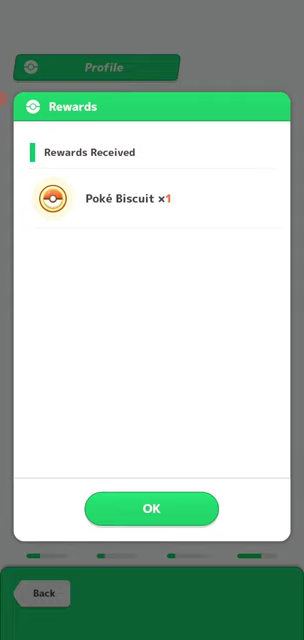 Profile
Rewards
Rewards Received
Poké Biscuit ×1
OK
Back